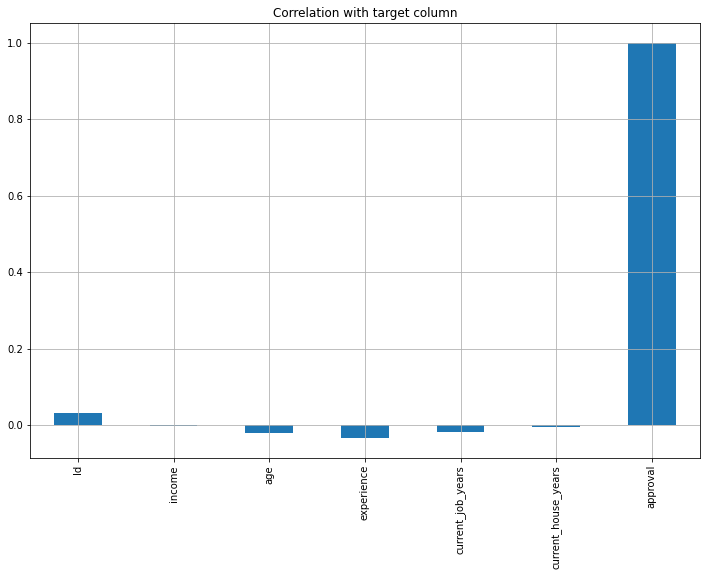 Correlation with target column
1.0
0.8
0.6
0.4
0.2
0.0
Id
income
age
experience
current_job_years
current_house_years
approval